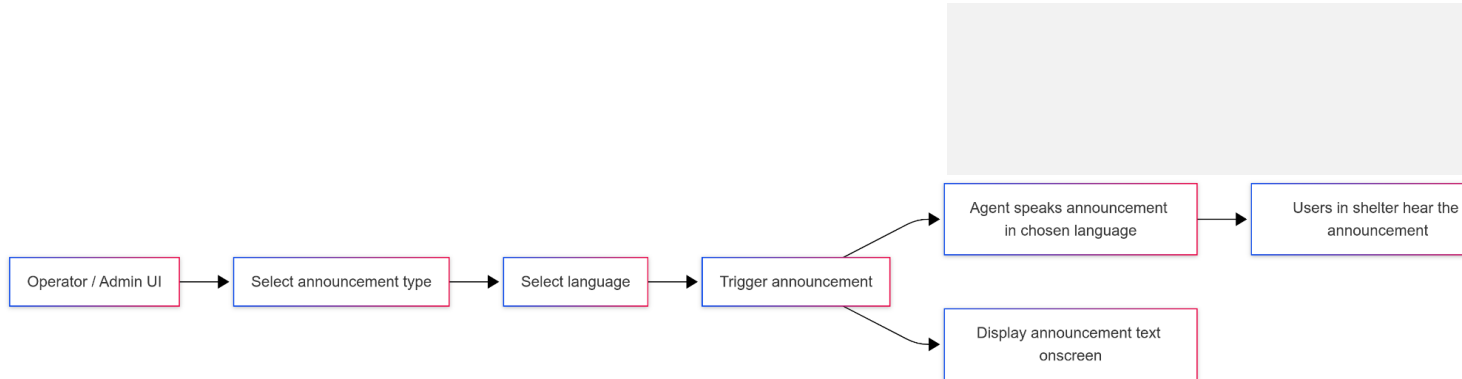 Operator / Admin UI
Select announcement type
Select language
Trigger announcement
Agent speaks announcement
in chosen language
Users in shelter hear the
announcement
Display announcement text
onscreen